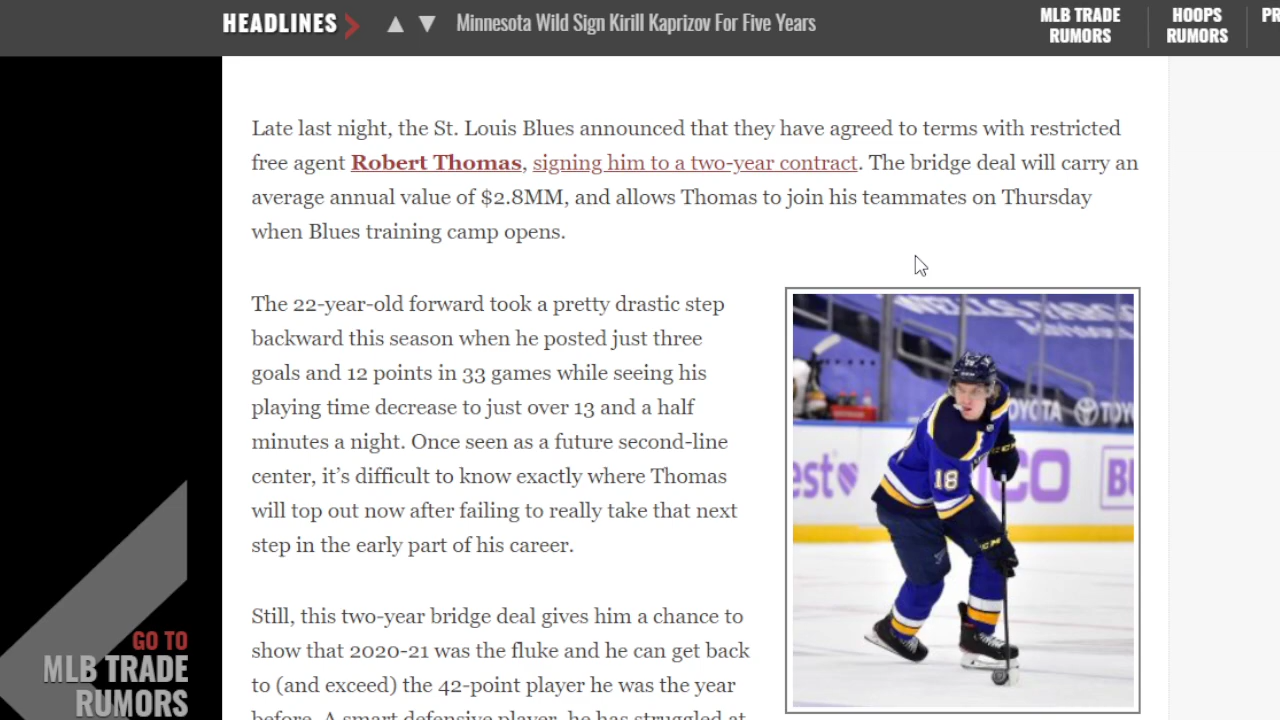 HEADLINES
Minnesota Wild Sign Kirill Kaprizov For Five Years
MLB TRADE
RUMORS
HOOPS
RUMORS
Late last night, the St. Louis Blues announced that they have agreed to terms with restricted
free agent Robert Thomas, signing him to a two-year contract. The bridge deal will carry an
average annual value of $2.8MM, and allows Thomas to join his teammates on Thursday
when Blues training camp opens.
The 22-year-old forward took a pretty drastic step
backward this season when he posted just three
goals and 12 points in 33 games while seeing his
playing time decrease to just over 13 and a half
minutes a night. Once seen as a future second-line
center, it's difficult to know exactly where Thomas
will top out now after failing to really take that next
step in the early part of his career.
Still, this two-year bridge deal gives him a chance to
show that 2020-21 was the fluke and he can get back
to (and exceed) the 42-point player he was the year
before. A smart defensive player, he has struggled at
18
CCM
GO TO
MLB TRADE
RUMORS